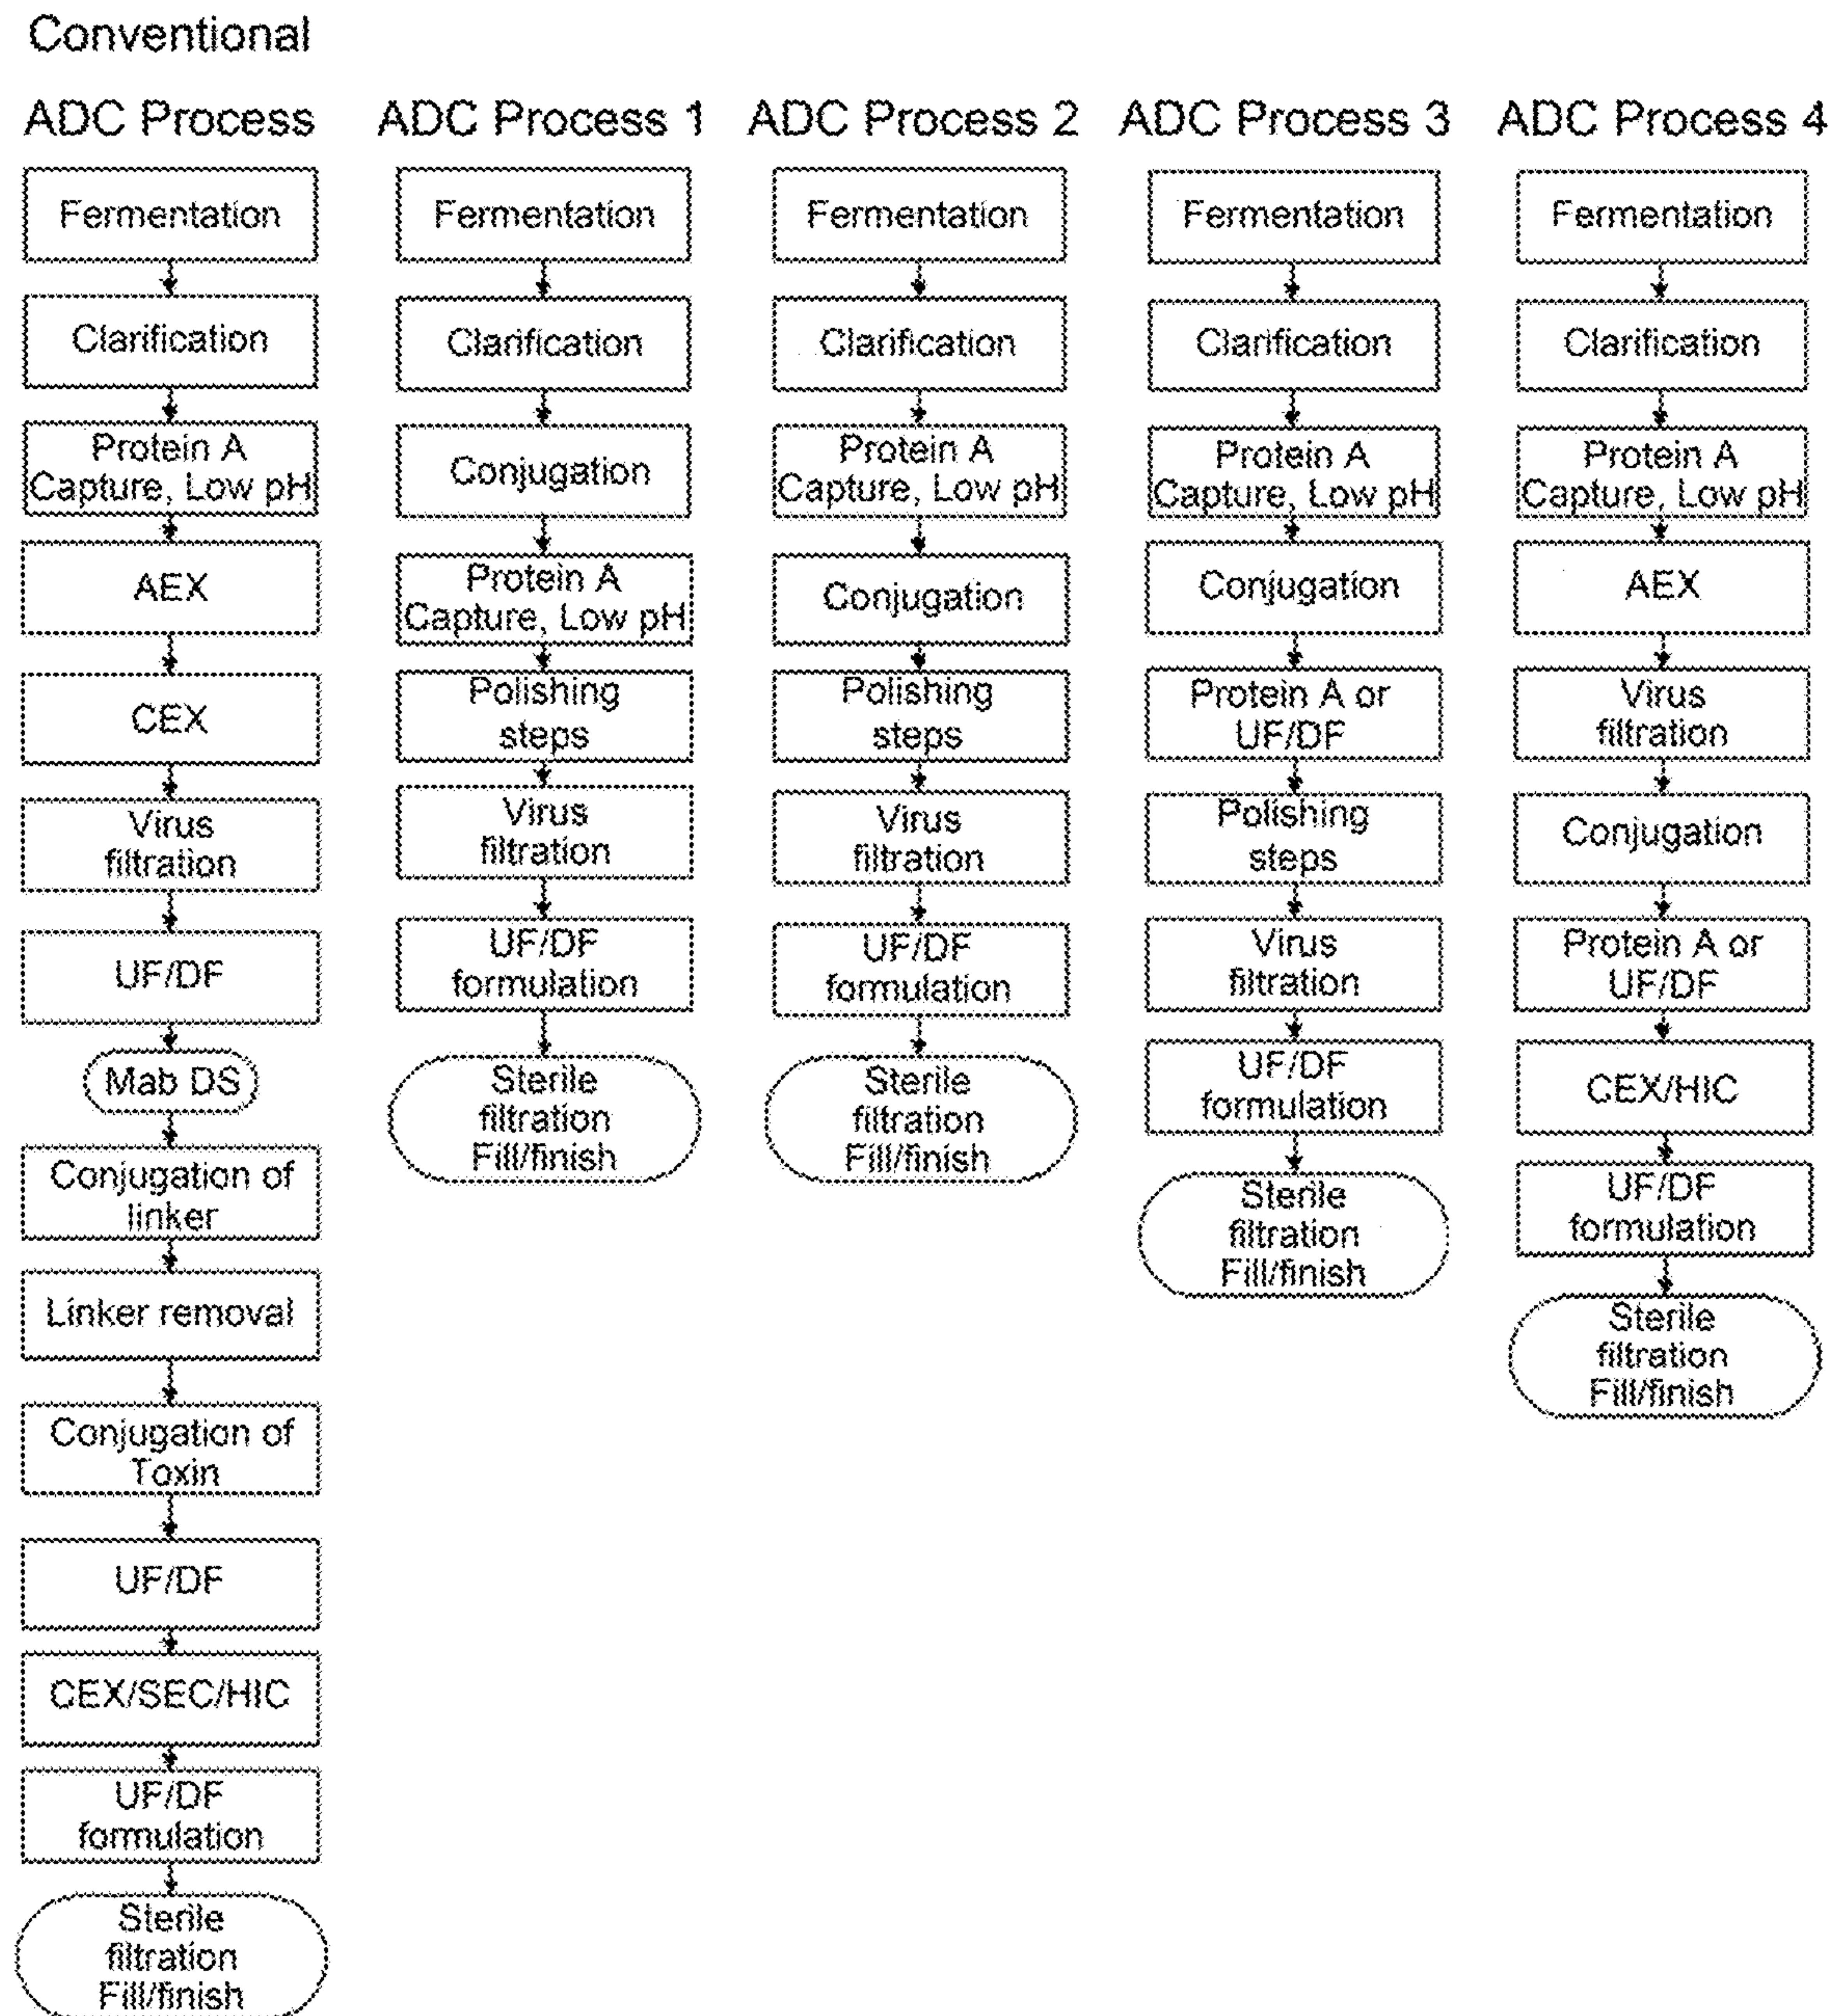 Conventional
ADC Process
Fermentation
Clarification
Protein A
Capture, Low pH
AEX
CEX
Virus
filtration
UF/DF
Mab DS
Conjugation of
linker
Linker removal
Conjugation of
Toxin
UF/DF
CEX/SEC/HIC
UF/DF
formulation
Sterile
filtration
Fill/finish
ADC Process 1
Fermentation
Clarification
Conjugation
Protein A
Capture, Low pH
Polishing
steps
Virus
filtration
UF/DF
formulation
Sterile
filtration
Fill/finish
ADC Process 2
Fermentation
Clarification
Protein A
Capture, Low pH
Conjugation
Polishing
steps
Virus
filtration
UF/DF
formulation
Sterile
filtration
Fill/finish
ADC Process 3
Fermentation
Clarification
Protein A
Capture, Low pH
Conjugation
Protein A or
UF/DF
Polishing
steps
Virus
filtration
UF/DF
formulation
Sterile
filtration
Fill/finish
ADC Process 4
Fermentation
Clarification
Protein A
Capture, Low pH
AEX
Virus
filtration
Conjugation
Protein A or
UF/DF
CEX/HIC
UF/DF
formulation
Sterile
filtration
Fill/finish